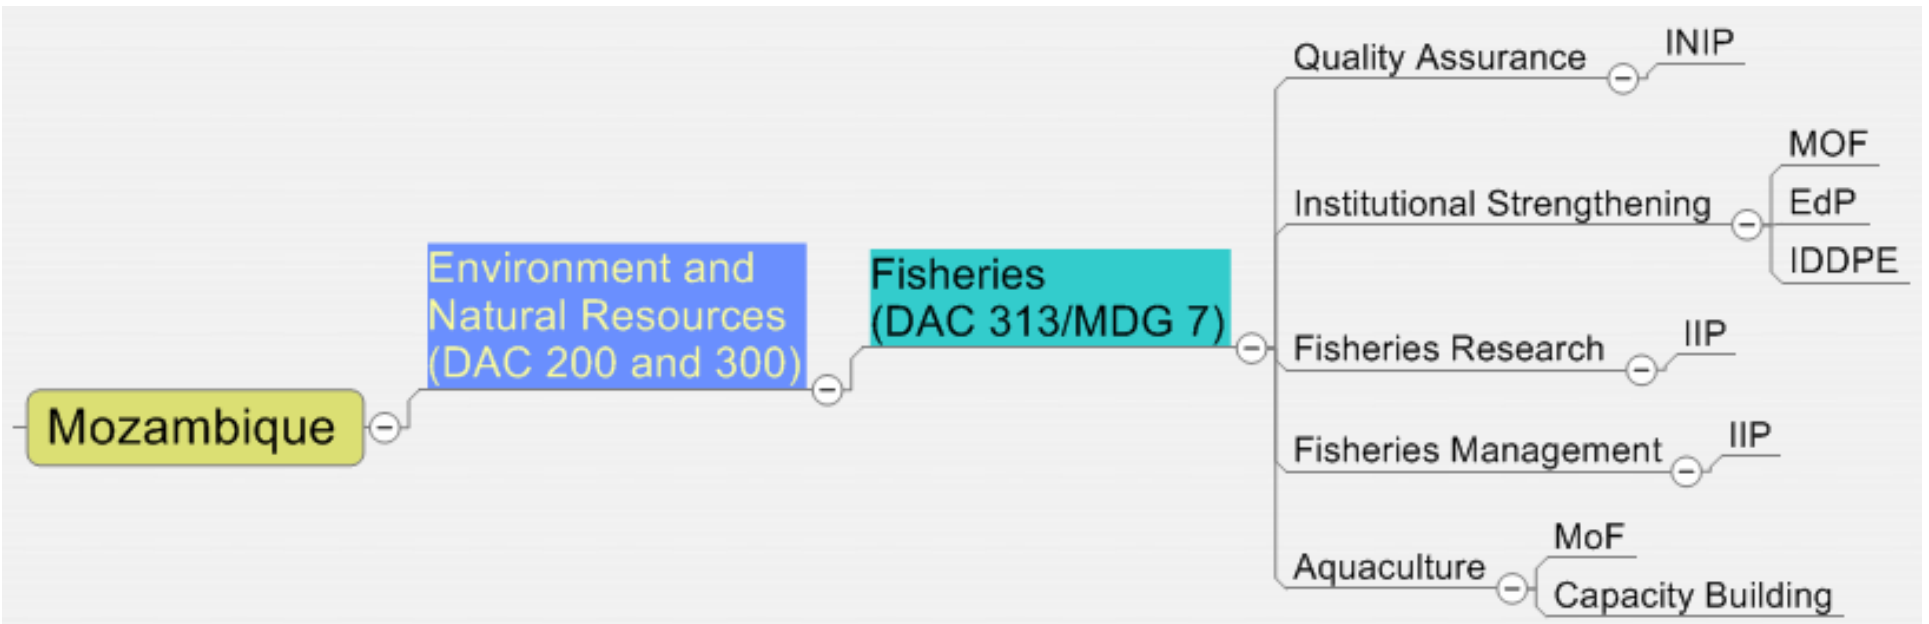 Mozambique
Environment and
Natural Resources
(DAC 200 and 300)
Fisheries
(DAC 313/MDG 7)
Quality Assurance
INIP
Institutional Strengthening
MOF
EdP
IDDPE
Fisheries Research
IIP
Fisheries Management
IIP
Aquaculture
MoF
Capacity Building